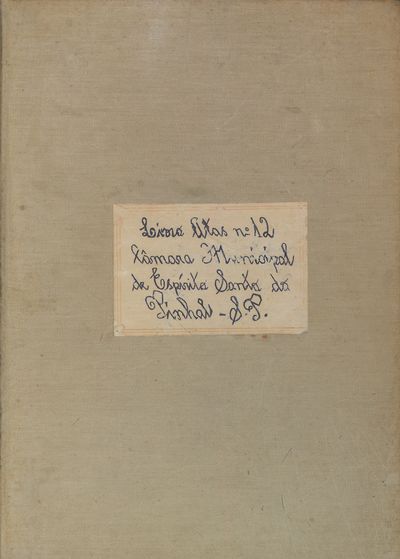 Livro Atas nº 12
Câmara Municipal
de Espírito Santo do
Pinhal - S.P.